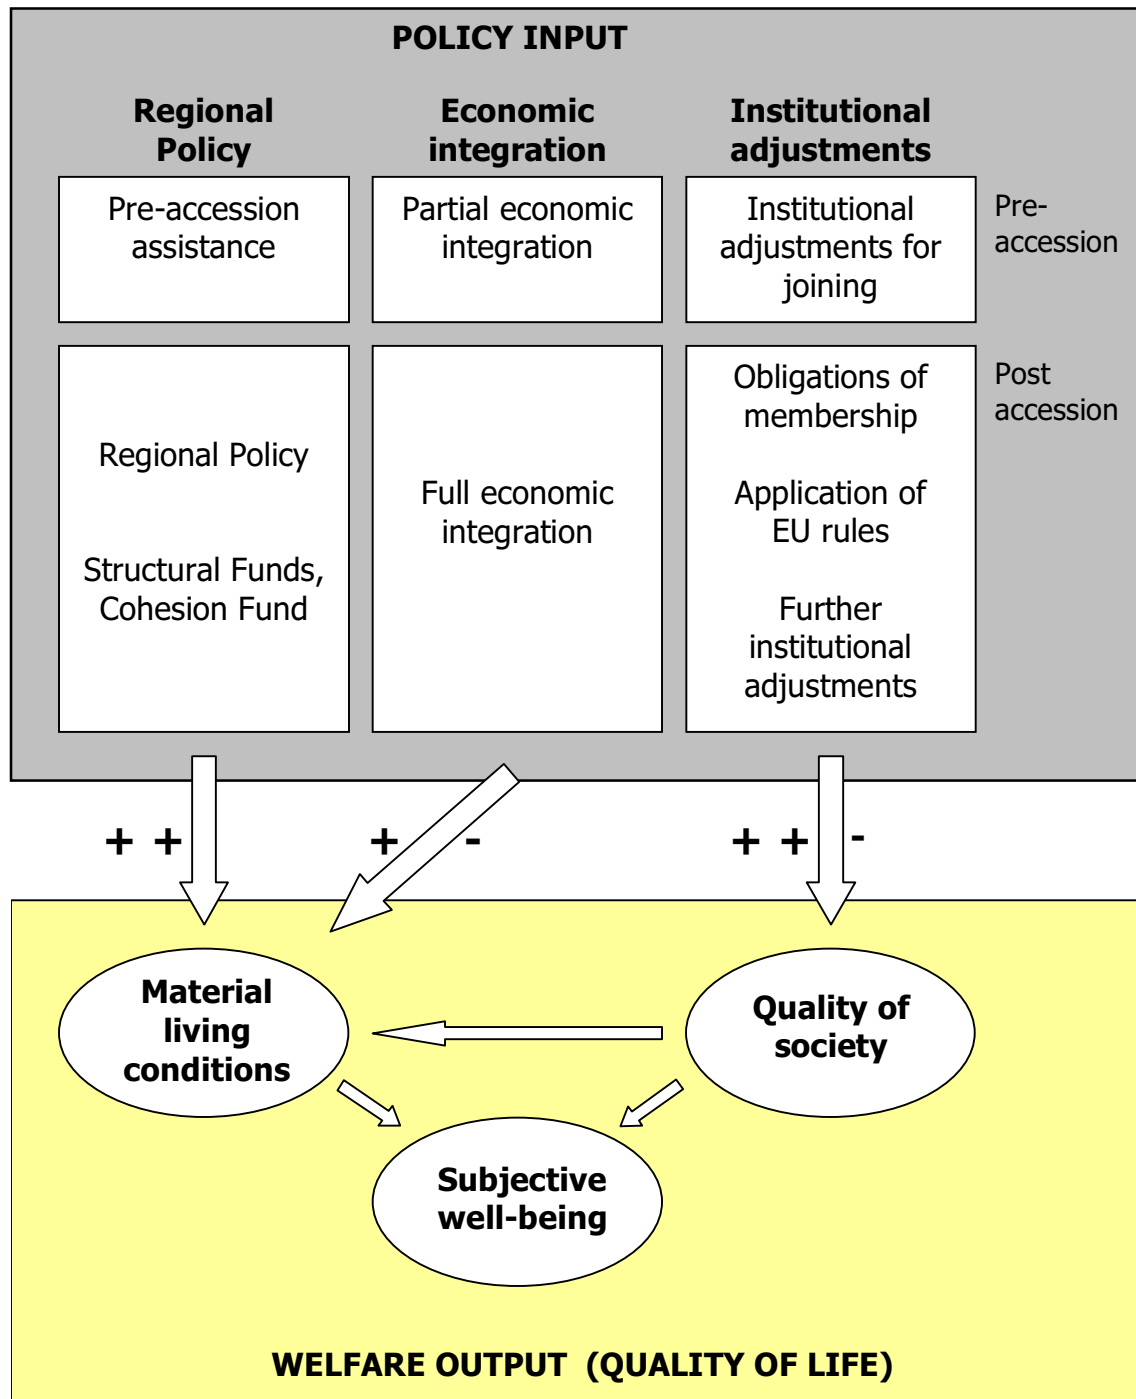 POLICY INPUT
Regional
Policy
Economic
integration
Institutional
adjustments
Pre-accession
assistance
Partial economic
integration
Institutional
adjustments for
joining
Pre-
accession
Regional Policy
Structural Funds,
Cohesion Fund
Full economic
integration
Obligations of
membership
Application of
EU rules
Further
institutional
adjustments
Post
accession
+ +
+ -
+ + -
Material
living
conditions
Quality of
society
Subjective
well-being
WELFARE OUTPUT (QUALITY OF LIFE)